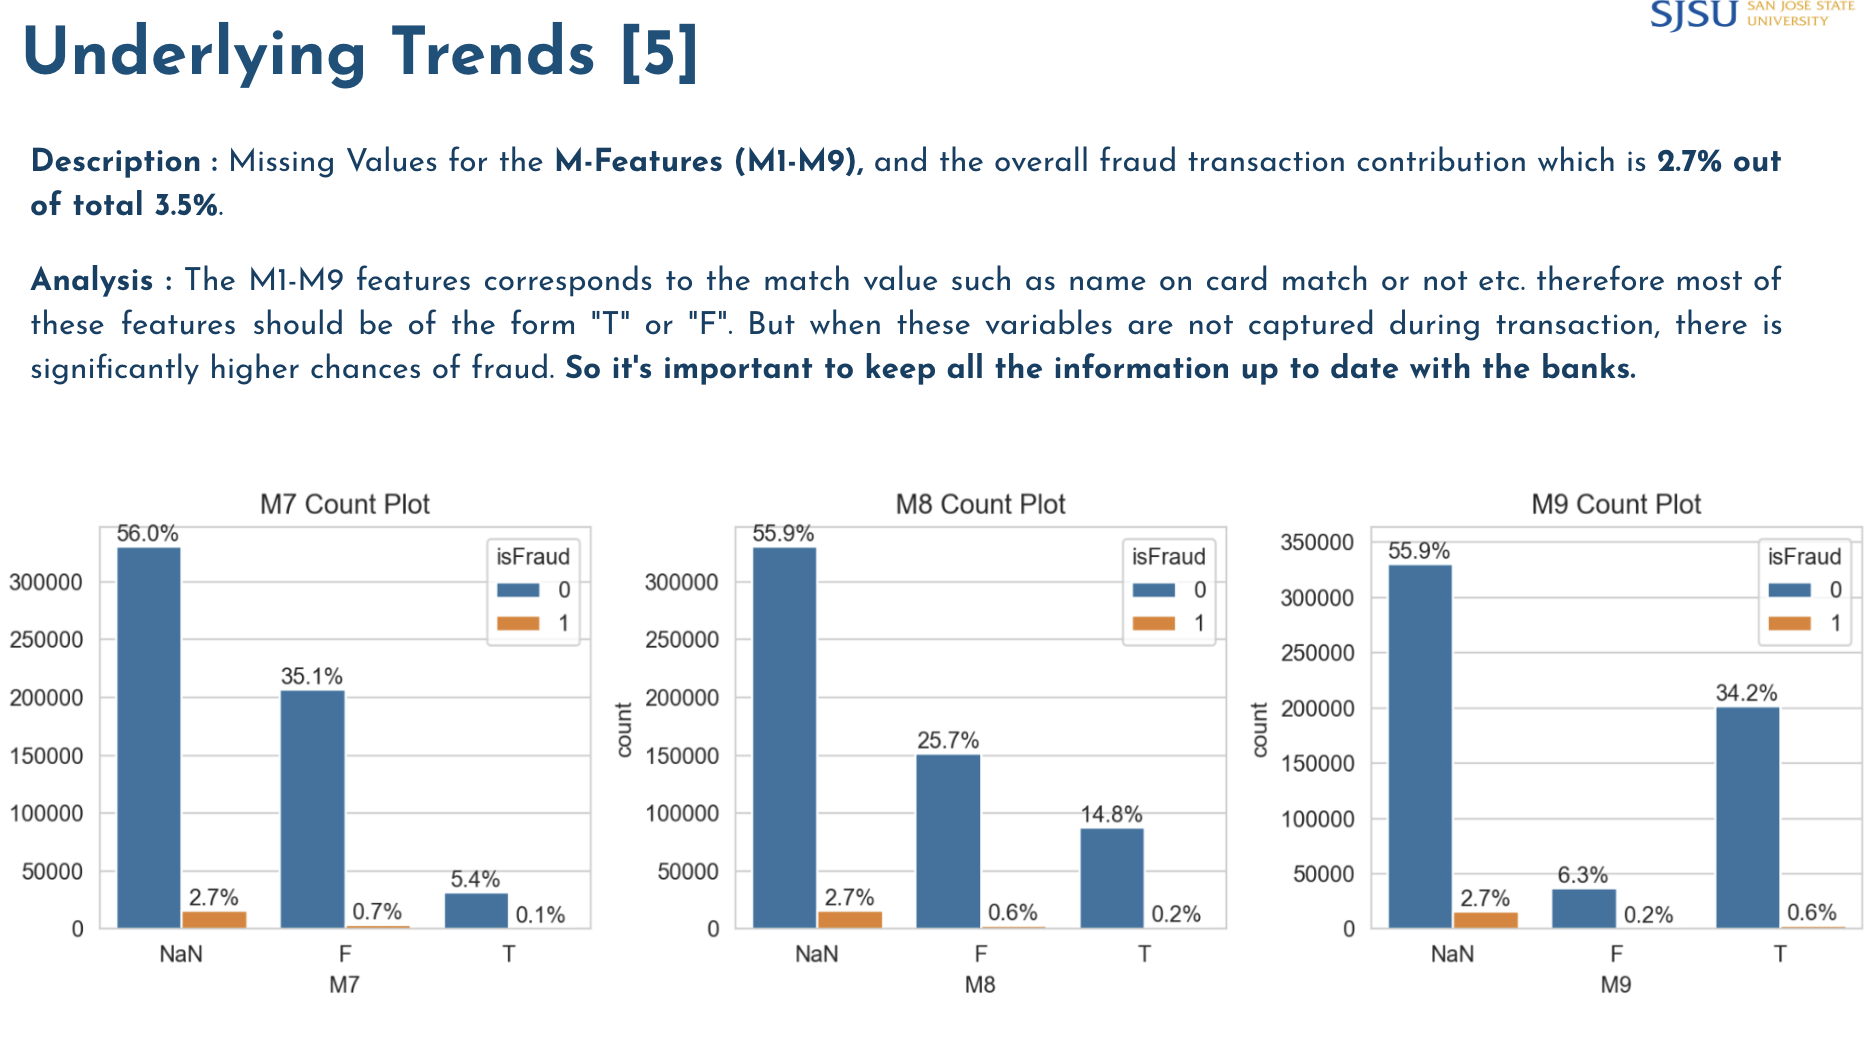 SJSU SAN JOSÉ STATE
UNIVERSITY
Underlying Trends [5]
Description : Missing Values for the M-Features (M1-M9), and the overall fraud transaction contribution which is 2.7% out
of total 3.5%.
Analysis : The M1-M9 features corresponds to the match value such as name on card match or not etc. therefore most of
these features should be of the form "T" or "F". But when these variables are not captured during transaction, there is
significantly higher chances of fraud. So it's important to keep all the information up to date with the banks.
M7 Count Plot
56.0%
isFraud
0
1
300000
250000
200000
150000
100000
50000
0
35.1%
5.4%
2.7%
0.7%
0.1%
NaN F T
M7
M8 Count Plot
55.9%
isFraud
0
1
count
300000
250000
200000
150000
100000
50000
0
25.7%
14.8%
2.7%
0.6%
0.2%
NaN F T
M8
M9 Count Plot
55.9%
isFraud
0
1
count
350000
300000
250000
200000
150000
100000
50000
0
34.2%
6.3%
2.7%
0.2%
0.6%
NaN F T
M9